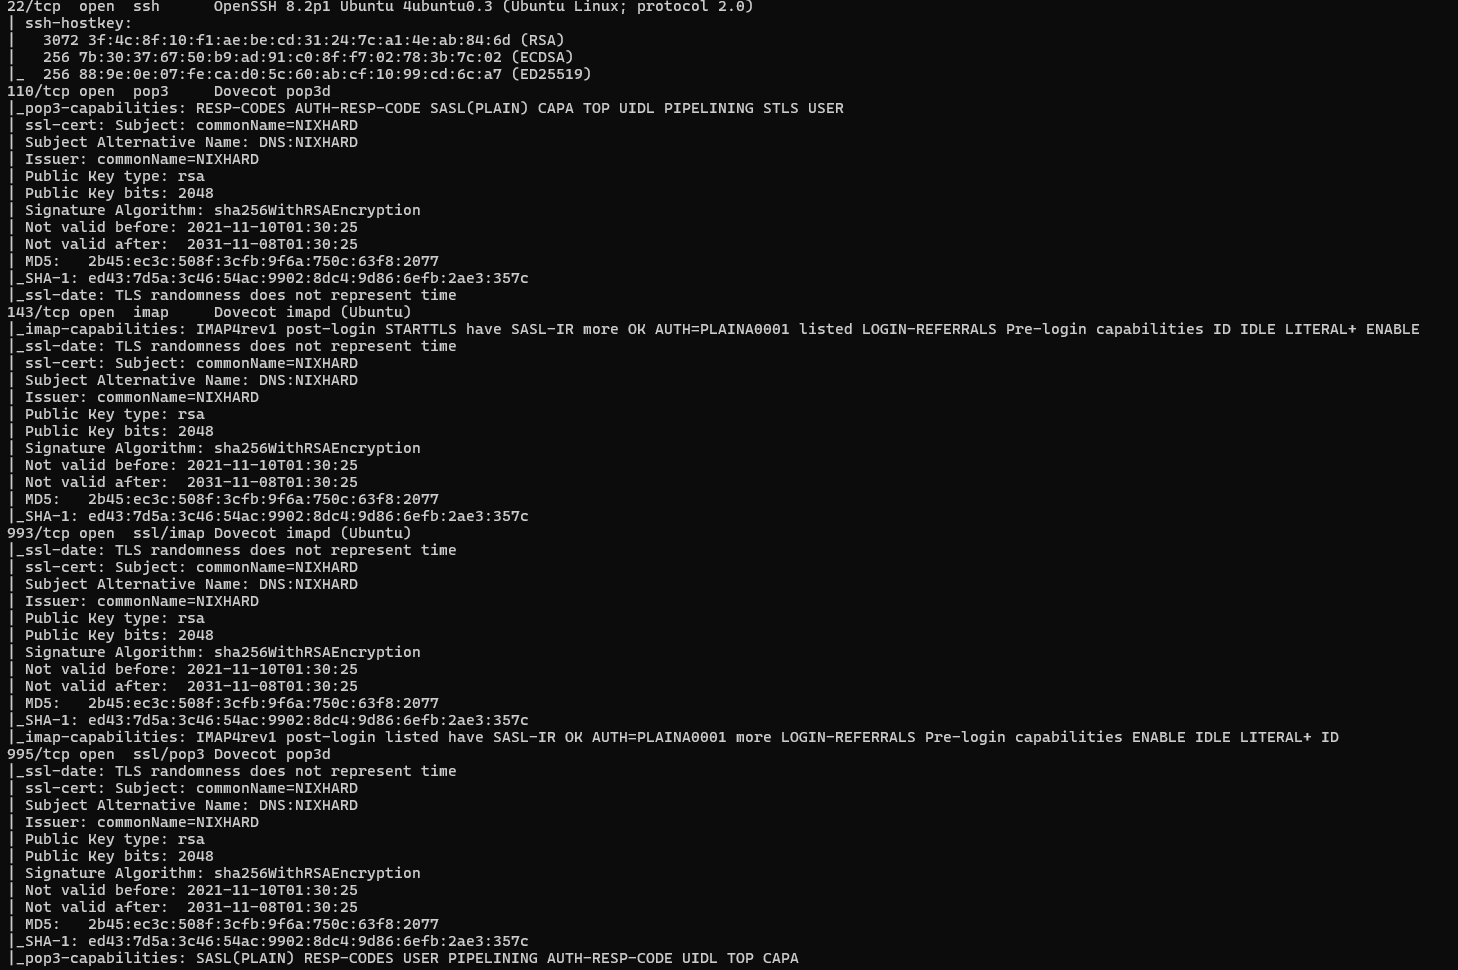 22/tcp  open  ssh      OpenSSH 8.2p1 Ubuntu 4ubuntu0.3 (Ubuntu Linux; protocol 2.0)
| ssh-hostkey:
|   3072 3f:4c:8f:10:f1:ae:be:cd:31:24:7c:a1:4e:ab:84:6d (RSA)
|   256 7b:30:37:67:50:b9:ad:91:c0:8f:f7:02:78:3b:7c:02 (ECDSA)
|_  256 88:9e:0e:07:fe:ca:d0:5c:60:ab:cf:10:99:cd:6c:a7 (ED25519)
110/tcp open  pop3     Dovecot pop3d
|_pop3-capabilities: RESP-CODES AUTH-RESP-CODE SASL(PLAIN) CAPA TOP UIDL PIPELINING STLS USER
| ssl-cert: Subject: commonName=NIXHARD
| Subject Alternative Name: DNS:NIXHARD
| Issuer: commonName=NIXHARD
| Public Key type: rsa
| Public Key bits: 2048
| Signature Algorithm: sha256WithRSAEncryption
| Not valid before: 2021-11-10T01:30:25
| Not valid after:  2031-11-08T01:30:25
| MD5:   2b45:ec3c:508f:3cfb:9f6a:750c:63f8:2077
|_SHA-1: ed43:7d5a:3c46:54ac:9902:8dc4:9d86:6efb:2ae3:357c
|_ssl-date: TLS randomness does not represent time
143/tcp open  imap     Dovecot imapd (Ubuntu)
|_imap-capabilities: IMAP4rev1 post-login STARTTLS have SASL-IR more OK AUTH=PLAINA0001 listed LOGIN-REFERRALS Pre-login capabilities ID IDLE LITERAL+ ENABLE
|_ssl-date: TLS randomness does not represent time
| ssl-cert: Subject: commonName=NIXHARD
| Subject Alternative Name: DNS:NIXHARD
| Issuer: commonName=NIXHARD
| Public Key type: rsa
| Public Key bits: 2048
| Signature Algorithm: sha256WithRSAEncryption
| Not valid before: 2021-11-10T01:30:25
| Not valid after:  2031-11-08T01:30:25
| MD5:   2b45:ec3c:508f:3cfb:9f6a:750c:63f8:2077
|_SHA-1: ed43:7d5a:3c46:54ac:9902:8dc4:9d86:6efb:2ae3:357c
993/tcp open  ssl/imap Dovecot imapd (Ubuntu)
|_ssl-date: TLS randomness does not represent time
| ssl-cert: Subject: commonName=NIXHARD
| Subject Alternative Name: DNS:NIXHARD
| Issuer: commonName=NIXHARD
| Public Key type: rsa
| Public Key bits: 2048
| Signature Algorithm: sha256WithRSAEncryption
| Not valid before: 2021-11-10T01:30:25
| Not valid after:  2031-11-08T01:30:25
| MD5:   2b45:ec3c:508f:3cfb:9f6a:750c:63f8:2077
|_SHA-1: ed43:7d5a:3c46:54ac:9902:8dc4:9d86:6efb:2ae3:357c
|_imap-capabilities: IMAP4rev1 post-login listed have SASL-IR OK AUTH=PLAINA0001 more LOGIN-REFERRALS Pre-login capabilities ENABLE IDLE LITERAL+ ID
995/tcp open  ssl/pop3 Dovecot pop3d
|_ssl-date: TLS randomness does not represent time
| ssl-cert: Subject: commonName=NIXHARD
| Subject Alternative Name: DNS:NIXHARD
| Issuer: commonName=NIXHARD
| Public Key type: rsa
| Public Key bits: 2048
| Signature Algorithm: sha256WithRSAEncryption
| Not valid before: 2021-11-10T01:30:25
| Not valid after:  2031-11-08T01:30:25
| MD5:   2b45:ec3c:508f:3cfb:9f6a:750c:63f8:2077
|_SHA-1: ed43:7d5a:3c46:54ac:9902:8dc4:9d86:6efb:2ae3:357c
|_pop3-capabilities: SASL(PLAIN) RESP-CODES USER PIPELINING AUTH-RESP-CODE UIDL TOP CAPA